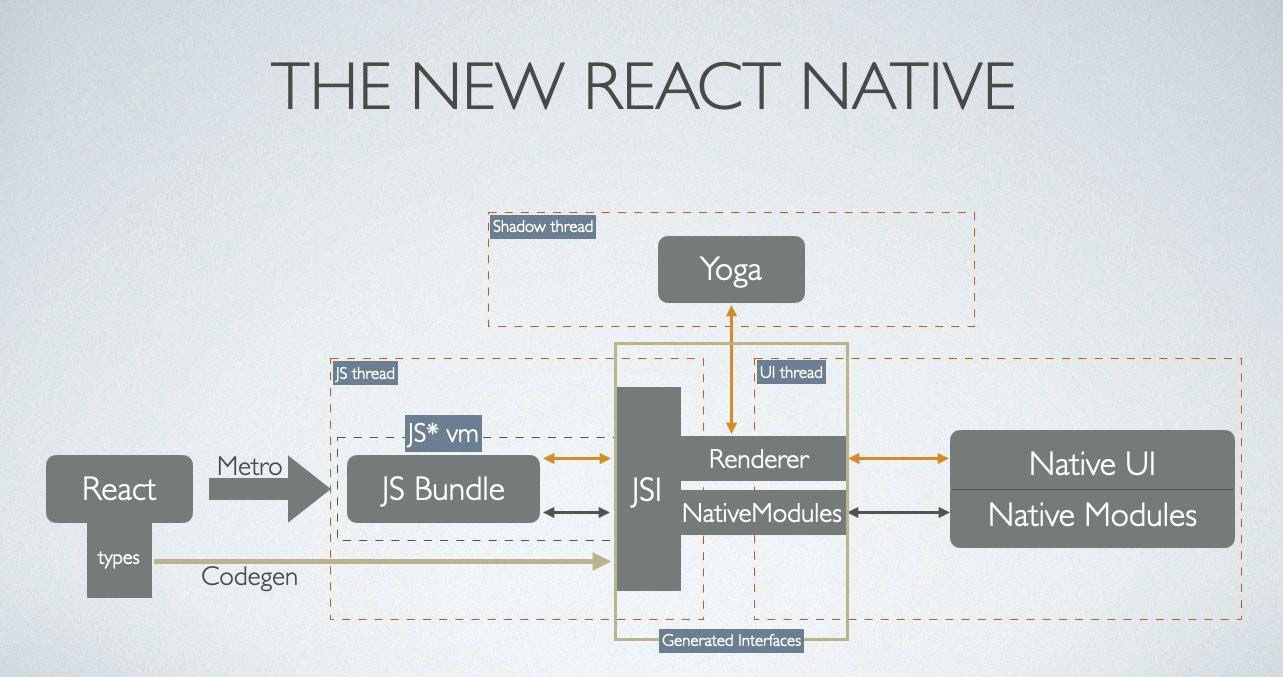 THE NEW REACT NATIVE
Shadow thread
Yoga
JS thread
UI thread
JS* vm
React
Metro
JS Bundle
JSI
Renderer
NativeModules
Native UI
Native Modules
types
Codegen
Generated Interfaces